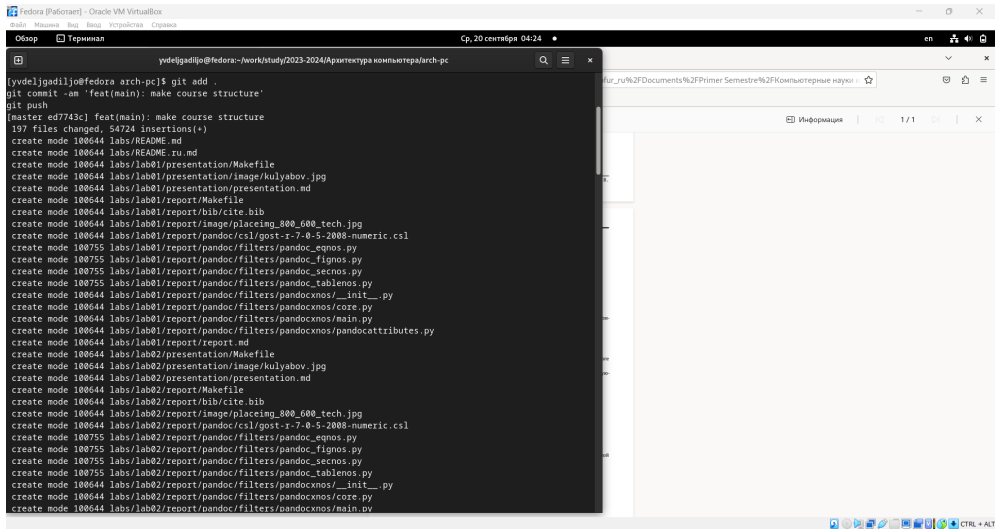 Fedora [Работает] - Oracle VM VirtualBox
Файл Машина Вид Ввод Устройства Справка
Обзор Терминал Ср, 20 сентября 04:24 en
yvdeljgadiljo@fedora:~/work/study/2023-2024/Архитектура компьютера/arch-pc
fur_ru%2FDocuments%2FPrimer Semestre%2FКомпьютерные науки
Информация 1/1
[yvdeljgadiljo@fedora arch-pc]$ git add .
git commit -am 'feat(main): make course structure'
git push
[master ed7743c] feat(main): make course structure
197 files changed, 54724 insertions(+)
create mode 100644 labs/README.md
create mode 100644 labs/README.ru.md
create mode 100644 labs/lab01/presentation/Makefile
create mode 100644 labs/lab01/presentation/image/kulyabov.jpg
create mode 100644 labs/lab01/presentation/presentation.md
create mode 100644 labs/lab01/report/Makefile
create mode 100644 labs/lab01/report/bib/cite.bib
create mode 100644 labs/lab01/report/image/placeimg_800_600_tech.jpg
create mode 100644 labs/lab01/report/pandoc/csl/gost-r-7-0-5-2008-numeric.csl
create mode 100755 labs/lab01/report/pandoc/filters/pandoc_eqnos.py
create mode 100755 labs/lab01/report/pandoc/filters/pandoc_fignos.py
create mode 100755 labs/lab01/report/pandoc/filters/pandoc_secnos.py
create mode 100755 labs/lab01/report/pandoc/filters/pandoc_tablenos.py
create mode 100644 labs/lab01/report/pandoc/filters/pandocxnos/__init__.py
create mode 100644 labs/lab01/report/pandoc/filters/pandocxnos/core.py
create mode 100644 labs/lab01/report/pandoc/filters/pandocxnos/main.py
create mode 100644 labs/lab01/report/pandoc/filters/pandocxnos/pandocattributes.py
create mode 100644 labs/lab01/report/report.md
create mode 100644 labs/lab02/presentation/Makefile
create mode 100644 labs/lab02/presentation/image/kulyabov.jpg
create mode 100644 labs/lab02/presentation/presentation.md
create mode 100644 labs/lab02/report/Makefile
create mode 100644 labs/lab02/report/bib/cite.bib
create mode 100644 labs/lab02/report/image/placeimg_800_600_tech.jpg
create mode 100644 labs/lab02/report/pandoc/csl/gost-r-7-0-5-2008-numeric.csl
create mode 100755 labs/lab02/report/pandoc/filters/pandoc_eqnos.py
create mode 100755 labs/lab02/report/pandoc/filters/pandoc_fignos.py
create mode 100755 labs/lab02/report/pandoc/filters/pandoc_secnos.py
create mode 100755 labs/lab02/report/pandoc/filters/pandoc_tablenos.py
create mode 100644 labs/lab02/report/pandoc/filters/pandocxnos/__init__.py
create mode 100644 labs/lab02/report/pandoc/filters/pandocxnos/core.py
create mode 100644 labs/lab02/report/pandoc/filters/pandocxnos/main.py
CTRL + ALT